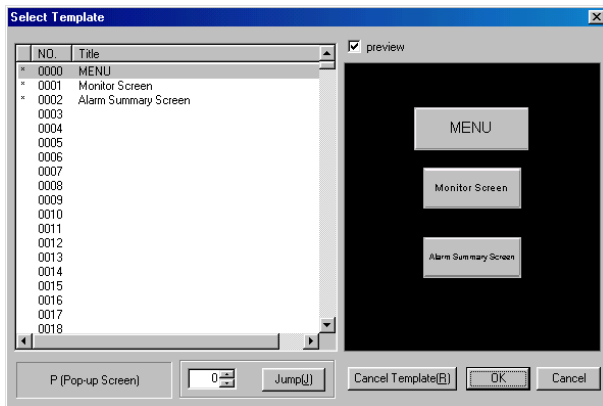 Select Template
NO. Title
* 0000 MENU
* 0001 Monitor Screen
* 0002 Alarm Summary Screen
0003
0004
0005
0006
0007
0008
0009
0010
0011
0012
0013
0014
0015
0016
0017
0018
P (Pop-up Screen)
0
Jump(J)
preview
MENU
Monitor Screen
Alarm Summary Screen
Cancel Template(R)
OK
Cancel